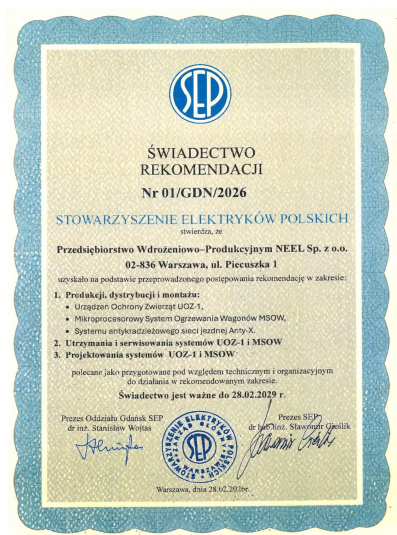 SEP
ŚWIADECTWO
REKOMENDACJI
Nr 01/GDN/2026
STOWARZYSZENIE ELEKTRYKÓW POLSKICH
stwierdza, że
Przedsiębiorstwo Wdrożeniowo–Produkcyjnym NEEL Sp. z o.o.
02-836 Warszawa, ul. Piecuszka 1
uzyskało na podstawie przeprowadzonego postępowania rekomendację w zakresie:
1. Produkcji, dystrybucji i montażu:
• Urządzeń Ochrony Zwierząt UOZ-1,
• Mikroprocesorowy System Ogrzewania Wagonów MSOW,
• Systemu antykradzieżowego sieci jezdnej Anty-X.
2. Utrzymania i serwisowania systemów UOZ-1 i MSOW
3. Projektowania systemów UOZ-1 i MSOW
polecane jako przygotowane pod względem technicznym i organizacyjnym
do działania w rekomendowanym zakresie.
Świadectwo jest ważne do 28.02.2029 r.
Prezes Oddziału Gdańsk SEP
dr inż. Stanisław Wojtas
Prezes SEP
dr hab. inż. Sławomir Cieślik
STOWARZYSZENIE ELEKTRYKÓW POLSKICH
ZARZĄD GŁÓWNY
WARSZAWA
SEP
Warszawa, dnia 28.02.2026r.